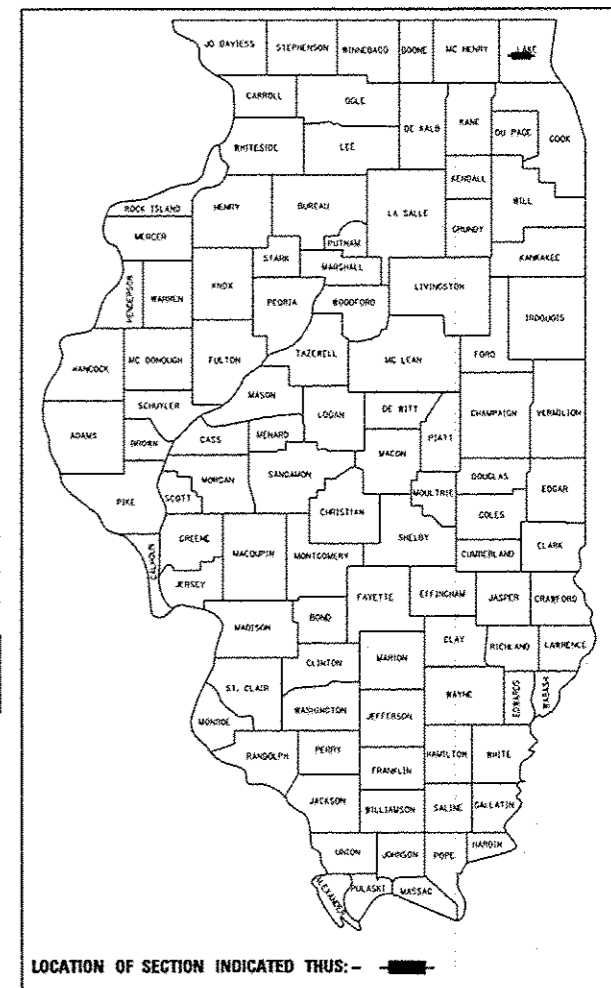 JO DAVIESS
STEPHENSON
WINNEBAGO
BOONE
MC HENRY
LAKE
CARROLL
OGLE
DE KALB
KANE
DU PAGE
COOK
WHITESIDE
LEE
KENDALL
WILL
ROCK ISLAND
HENRY
BUREAU
LA SALLE
GRUNDY
MERCER
PUTNAM
KANKAKEE
STARK
MARSHALL
HENDERSON
WARREN
KNOX
PEORIA
WOODFORD
LIVINGSTON
IROUGIS
HANCOCK
MC DONOUGH
FULTON
TAZEWELL
MC LEAN
FORD
MASON
SCHUYLER
LOGAN
DE WITT
CHAMPAIGN
VERMILION
ADAMS
BROWN
CASS
MENARD
MACON
PIATT
PIKE
SCOTT
MORGAN
SANGAMON
MOULTRIE
DOUGLAS
EDGAR
CHRISTIAN
COLES
CALHOUN
GREENE
MACOUPIN
MONTGOMERY
SHELBY
CUMBERLAND
CLARK
JERSEY
FAYETTE
EFFINGHAM
JASPER
CRAWFORD
MADISON
BOND
CLAY
RICHLAND
LAWRENCE
CLINTON
MARION
ST. CLAIR
WAYNE
EDWARDS
WABASH
WASHINGTON
JEFFERSON
MONROE
RANDOLPH
PERRY
HAMILTON
WHITE
FRANKLIN
JACKSON
WILLIAMSON
SALINE
GALLATIN
UNION
JOHNSON
POPE
HARDIN
ALEXANDER
PULASKI
MASSAC
LOCATION OF SECTION INDICATED THUS: -